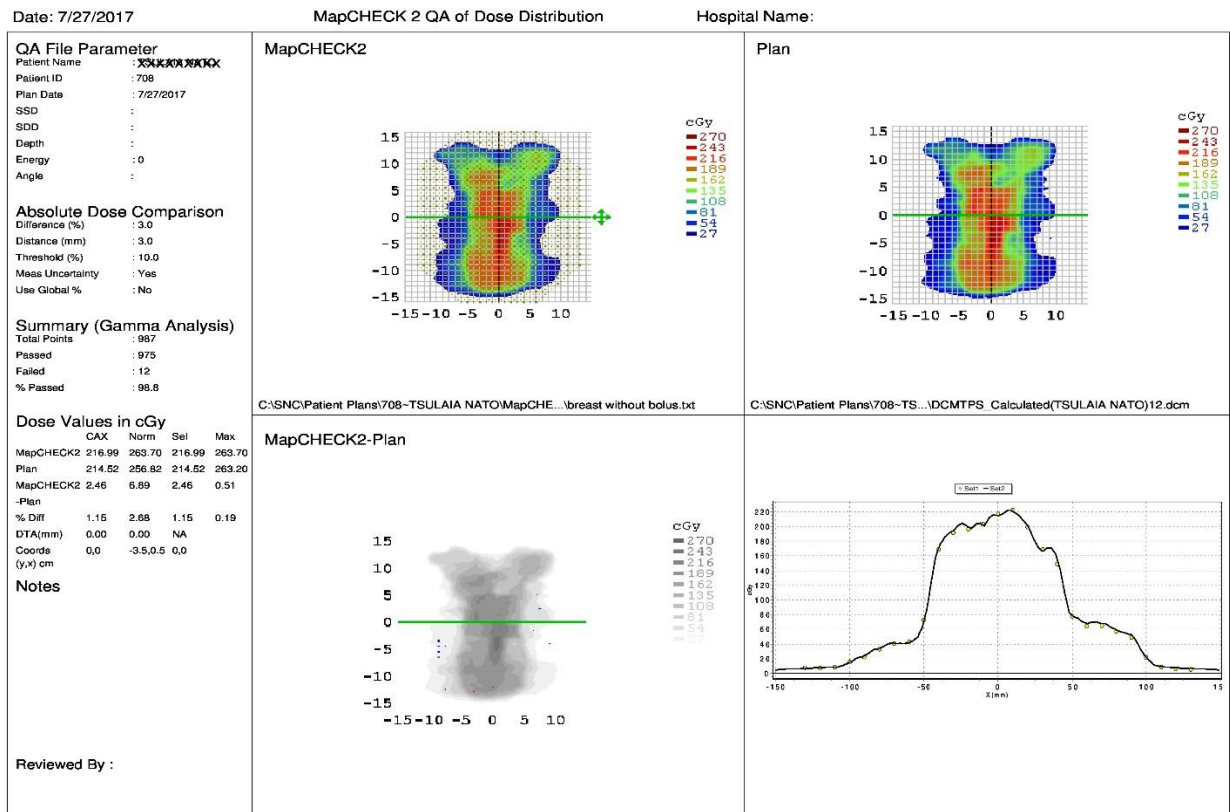 Date: 7/27/2017
MapCHECK 2 QA of Dose Distribution
Hospital Name:
QA File Parameter
Patient Name :
Patient ID : 708
Plan Date : 7/27/2017
SSD :
SDD :
Depth :
Energy : 0
Angle :
Absolute Dose Comparison
Difference (%) : 3.0
Distance (mm) : 3.0
Threshold (%) : 10.0
Meas Uncertainty : Yes
Use Global % : No
Summary (Gamma Analysis)
Total Points : 987
Passed : 975
Failed : 12
% Passed : 98.8
Dose Values in cGy
CAX Norm Sel Max
MapCHECK2 216.99 263.70 216.99 263.70
Plan 214.52 256.82 214.52 263.20
MapCHECK2 2.46 6.89 2.46 0.51
-Plan
% Diff 1.15 2.68 1.15 0.19
DTA(mm) 0.00 0.00 NA
Coords 0,0 -3.5,0.5 0,0
(y,x) cm
Notes
Reviewed By :
MapCHECK2
cGy
270
243
216
189
162
135
108
81
54
27
15
10
5
0
-5
-10
-15
-15 -10 -5 0 5 10
C:\SNC\Patient Plans\708~TSULAIA NATO\MapCHE...\breast without bolus.txt
Plan
cGy
270
243
216
189
162
135
108
81
54
27
15
10
5
0
-5
-10
-15
-15 -10 -5 0 5 10
C:\SNC\Patient Plans\708~TS...\DCMTPS_Calculated(TSULAIA NATO)12.dcm
MapCHECK2-Plan
cGy
270
243
216
189
162
135
108
81
54
27
15
10
5
0
-5
-10
-15
-15 -10 -5 0 5 10
Set1 Set2
220
200
180
160
140
120
100
80
60
40
20
0
cGy
-150 -100 -50 0 50 100 15
X(mm)